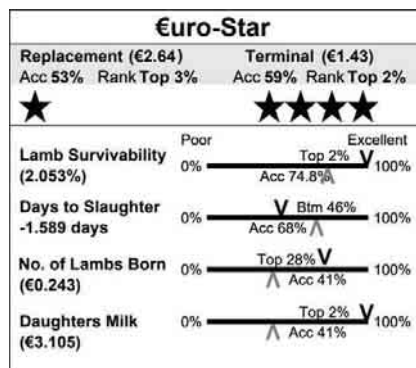 €uro-Star
Replacement (€2.64) Terminal (€1.43)
Acc 53% Rank Top 3% Acc 59% Rank Top 2%
Poor Excellent
Lamb Survivability (2.053%) 0% Top 2% Acc 74.8% 100%
Days to Slaughter -1.589 days 0% Btm 46% Acc 68% 100%
No. of Lambs Born (€0.243) 0% Top 28% Acc 41% 100%
Daughters Milk (€3.105) 0% Top 2% Acc 41% 100%